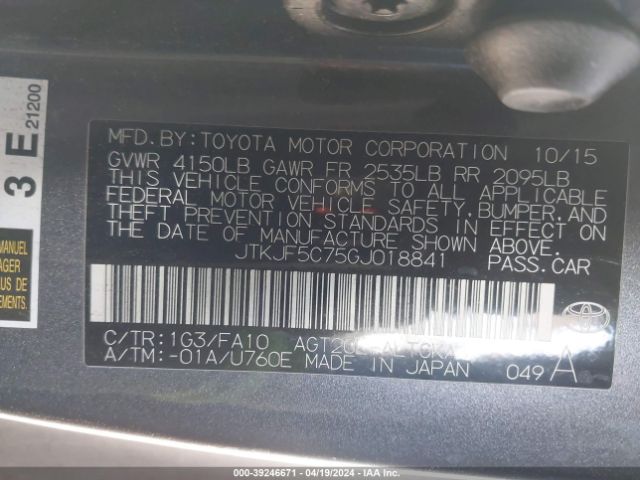 3 E
21200
MANUEL
AGER
US DE
EMENTS.
MFD. BY: TOYOTA MOTOR CORPORATION 10/15
GVWR 4150LB GAWR FR 2535LB RR 2095LB
THIS VEHICLE CONFORMS TO ALL APPLICABLE
FEDERAL MOTOR VEHICLE SAFETY, BUMPER, AND
THEFT PREVENTION STANDARDS IN EFFECT ON
THE DATE OF MANUFACTURE SHOWN ABOVE.
JTKJF5C75GJ018841 PASS.CAR
C/TR: 1G3/FA10
A/TM: -01A/U760E MADE IN JAPAN 049 A
000-39246671 - 04/19/2024 - IAA Inc.